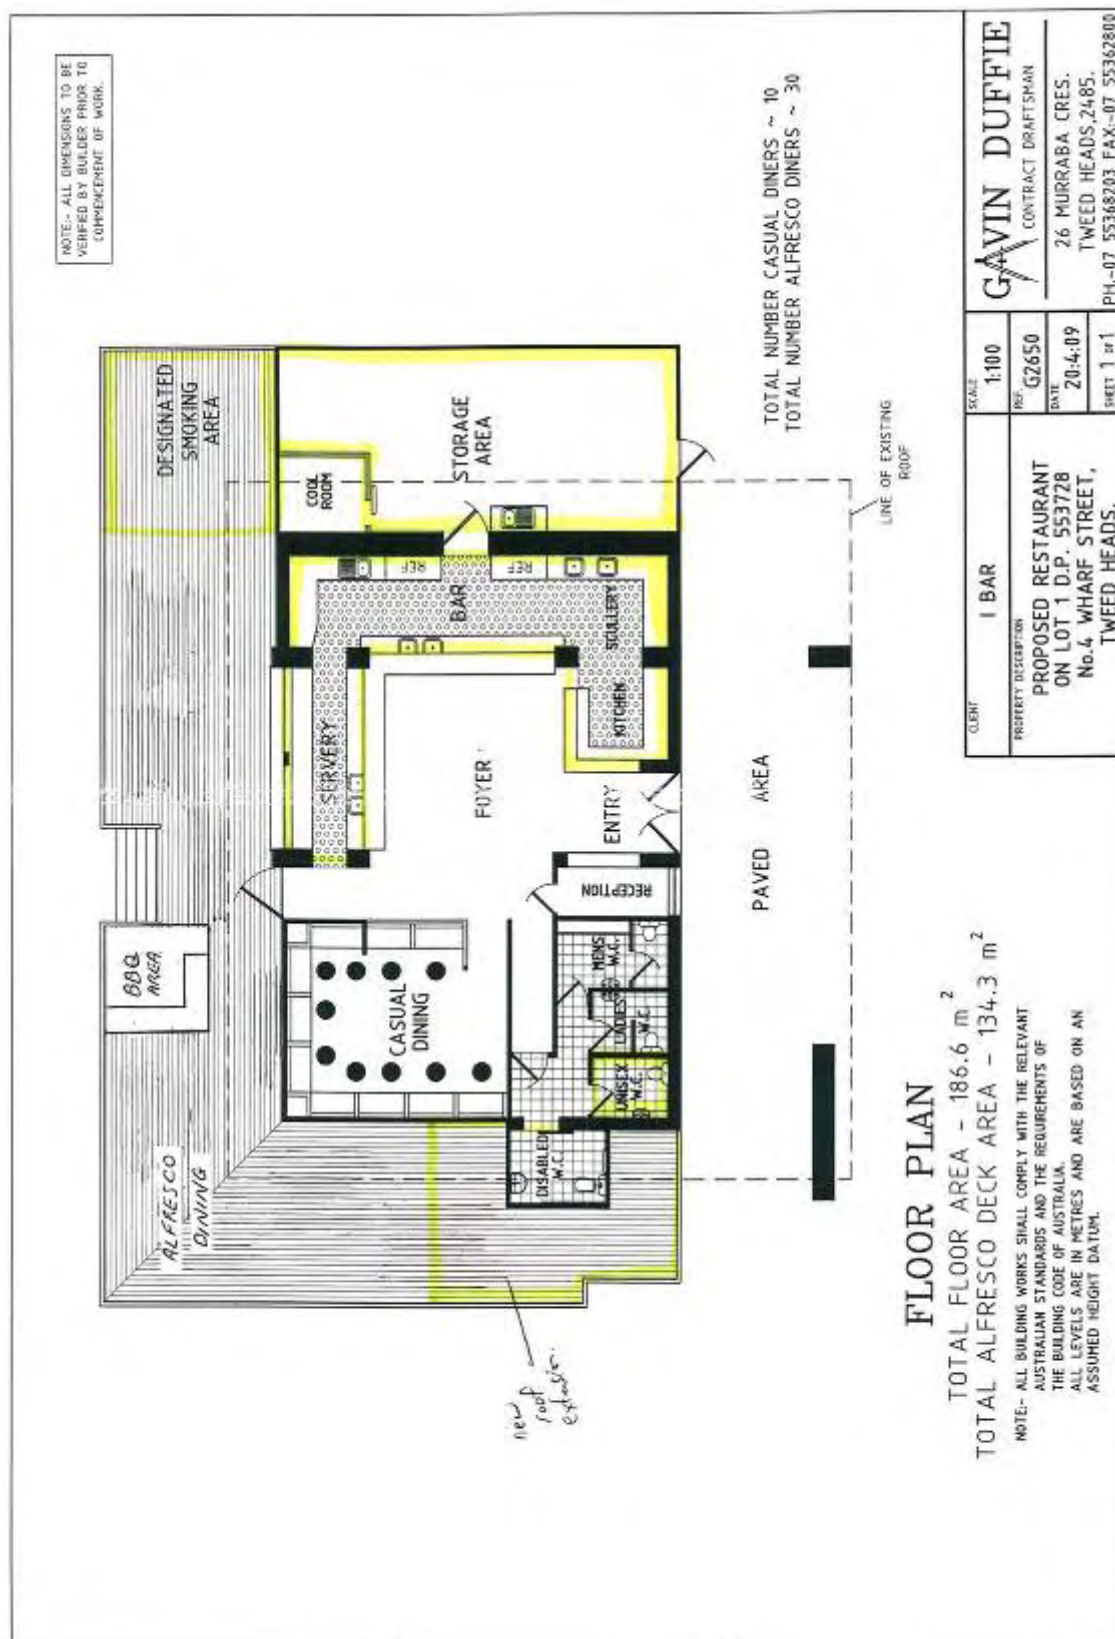 NOTE:- ALL DIMENSIONS TO BE
VERIFIED BY BUILDER PRIOR TO
COMMENCEMENT OF WORK.
ALFRESCO
DINING
BBQ
AREA
DESIGNATED
SMOKING
AREA
new
roof
extension.
CASUAL
DINING
SERVERY
FOYER
BAR
REF
REF
COOL
ROOM
STORAGE
AREA
DISABLED
W.C.
UNISEX
W.C.
LADIES
W.C.
MENS
W.C.
RECEPTION
ENTRY
KITCHEN
SCULLERY
PAVED AREA
TOTAL NUMBER CASUAL DINERS ~ 10
TOTAL NUMBER ALFRESCO DINERS ~ 30
LINE OF EXISTING
ROOF
FLOOR PLAN
TOTAL FLOOR AREA - 186.6 m²
TOTAL ALFRESCO DECK AREA - 134.3 m²
NOTE:- ALL BUILDING WORKS SHALL COMPLY WITH THE RELEVANT
AUSTRALIAN STANDARDS AND THE REQUIREMENTS OF
THE BUILDING CODE OF AUSTRALIA.
ALL LEVELS ARE IN METRES AND ARE BASED ON AN
ASSUMED HEIGHT DATUM.
CLIENT
I BAR
PROPERTY DESCRIPTION
PROPOSED RESTAURANT
ON LOT 1 D.P. 553728
No.4 WHARF STREET,
TWEED HEADS.
SCALE
1:100
REF.
G2650
DATE
20:4:09
SHEET 1 OF 1
GAVIN DUFFIE
CONTRACT DRAFTSMAN
26 MURRABA CRES.
TWEED HEADS,2485.
PH.-07 55368203 FAX:-07 55362800